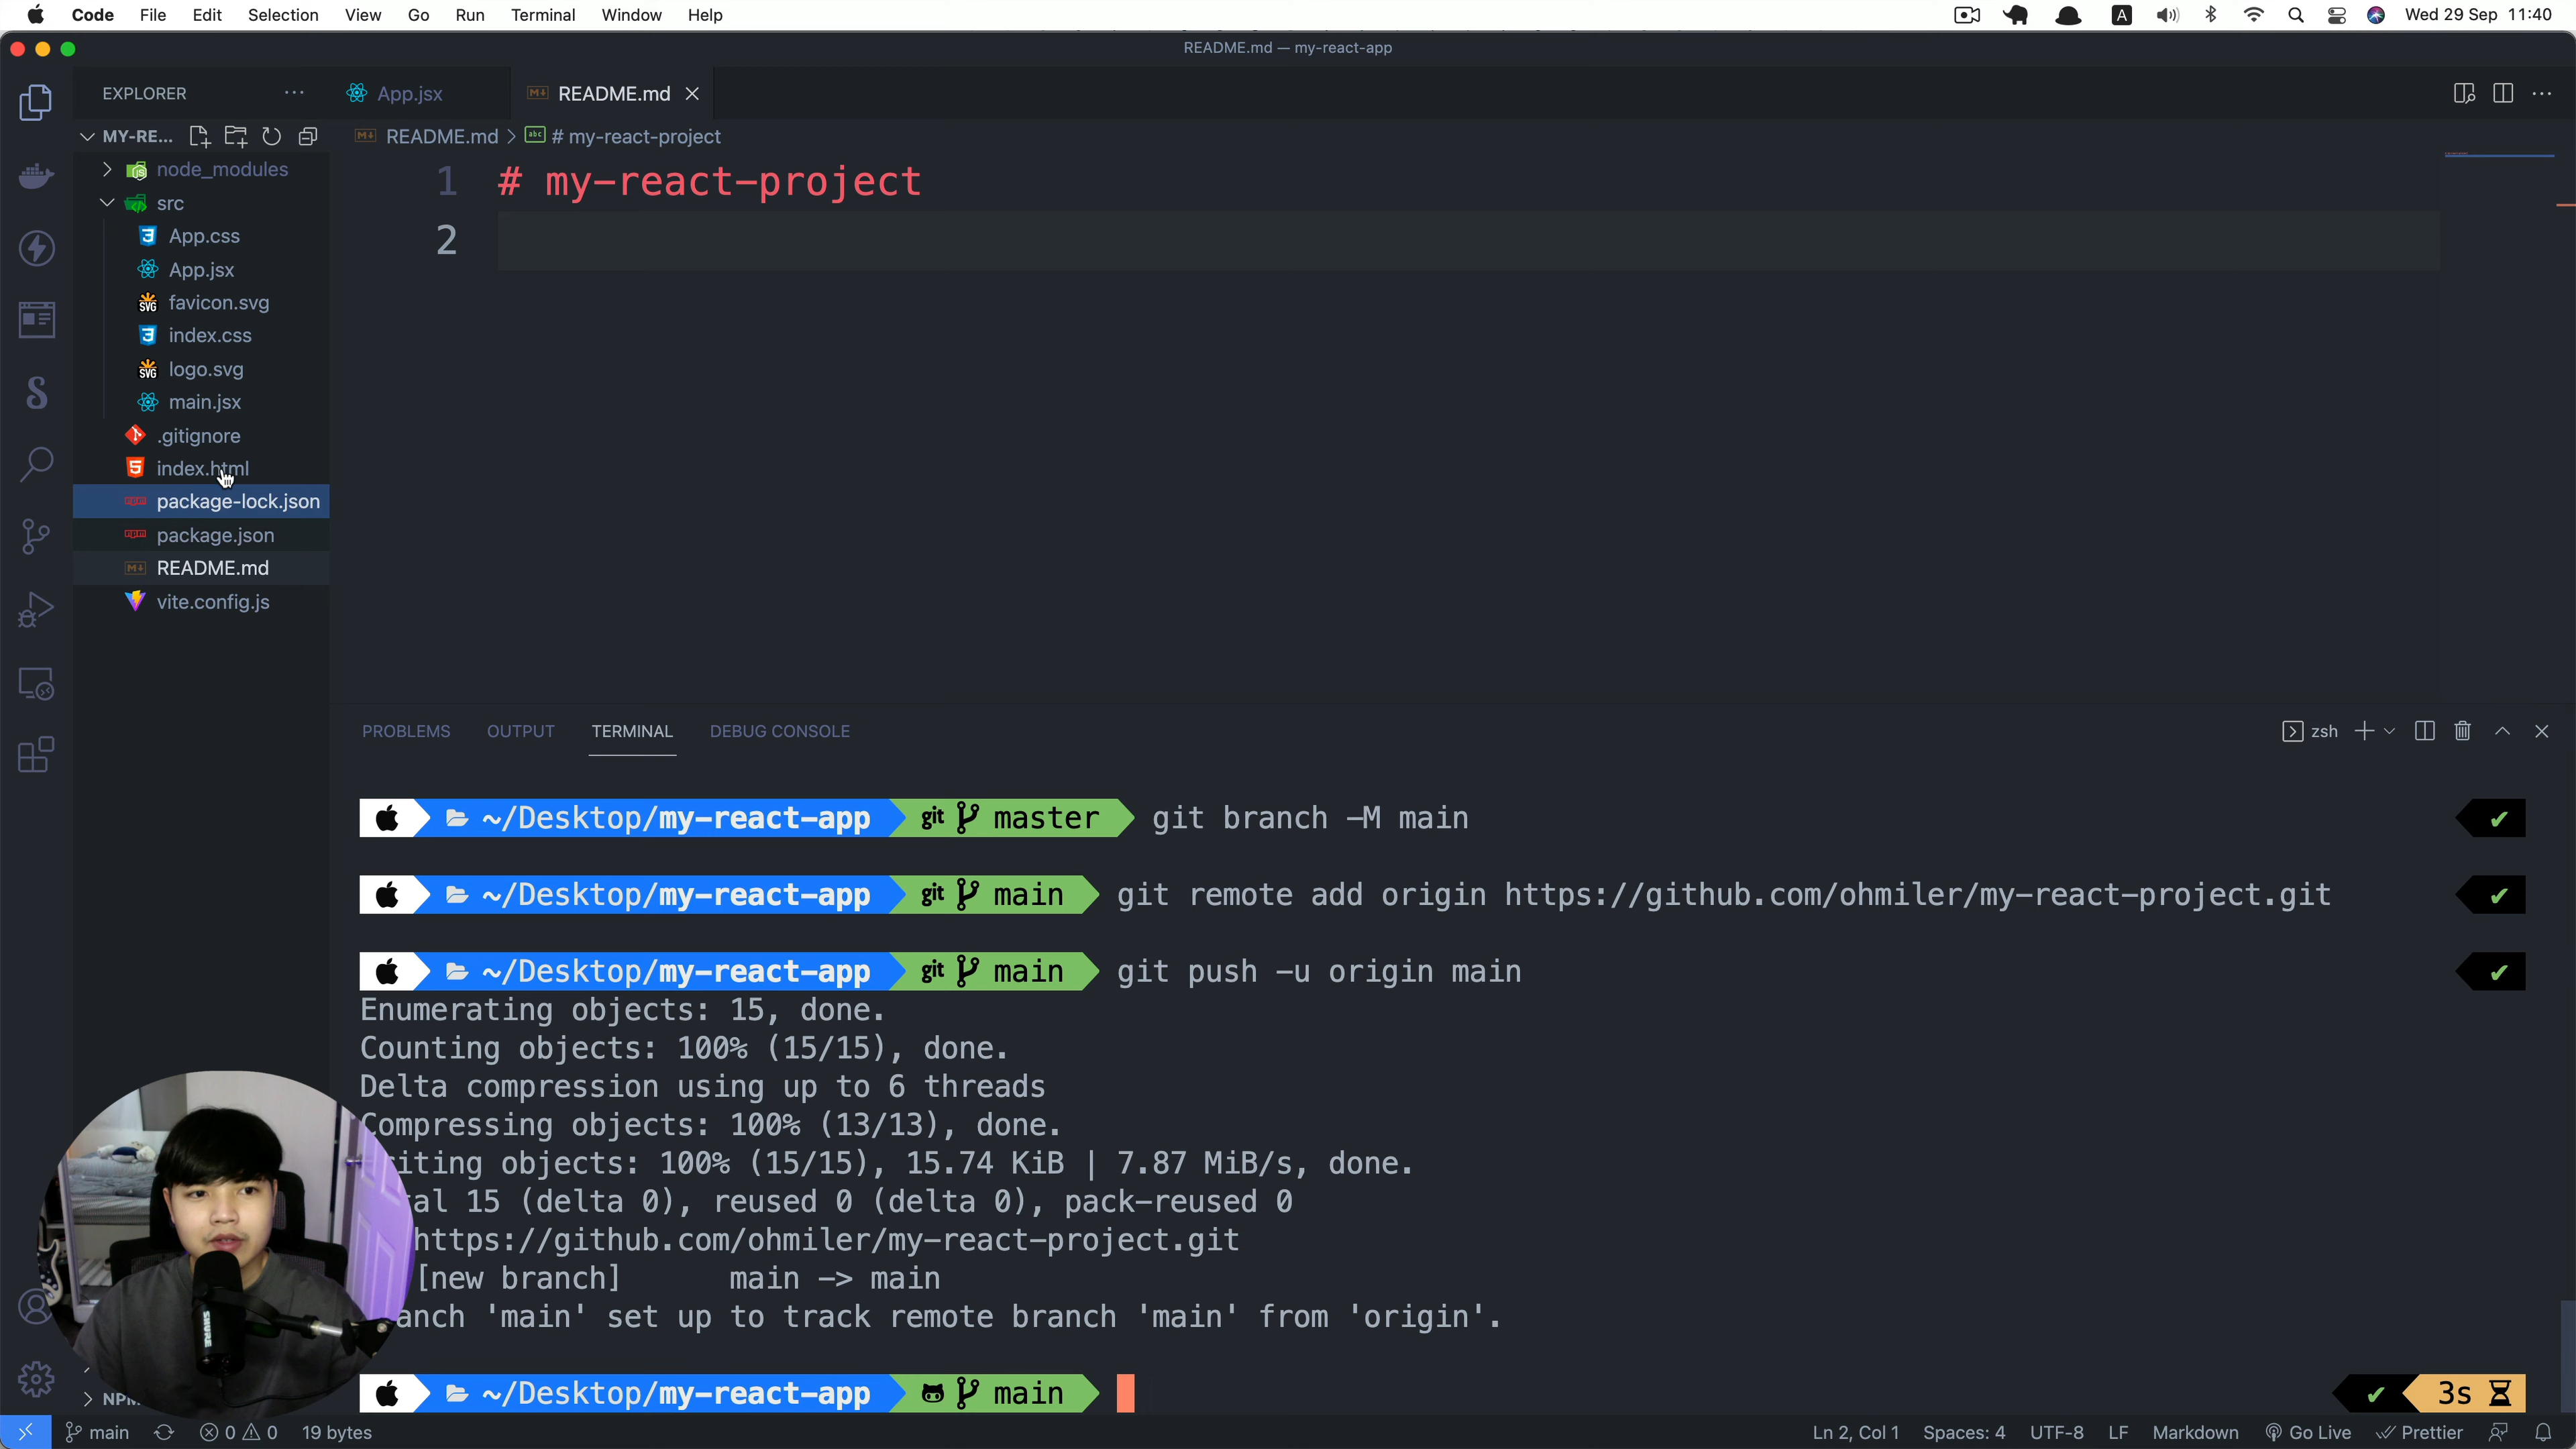 Code File Edit Selection View Go Run Terminal Window Help A Wed 29 Sep 11:40
README.md — my-react-app
EXPLORER ··· App.jsx README.md
MY-RE... README.md > # my-react-project
node_modules
src
App.css
App.jsx
favicon.svg
index.css
logo.svg
main.jsx
.gitignore
index.html
package-lock.json
package.json
README.md
vite.config.js
1 # my-react-project
2
PROBLEMS OUTPUT TERMINAL DEBUG CONSOLE zsh
~/Desktop/my-react-app git master git branch -M main
~/Desktop/my-react-app git main git remote add origin https://github.com/ohmiler/my-react-project.git
~/Desktop/my-react-app git main git push -u origin main
Enumerating objects: 15, done.
Counting objects: 100% (15/15), done.
Delta compression using up to 6 threads
Compressing objects: 100% (13/13), done.
iting objects: 100% (15/15), 15.74 KiB | 7.87 MiB/s, done.
al 15 (delta 0), reused 0 (delta 0), pack-reused 0
https://github.com/ohmiler/my-react-project.git
[new branch] main -> main
anch 'main' set up to track remote branch 'main' from 'origin'.
~/Desktop/my-react-app main 3s
NPM
main 0 0 19 bytes Ln 2, Col 1 Spaces: 4 UTF-8 LF Markdown Go Live Prettier